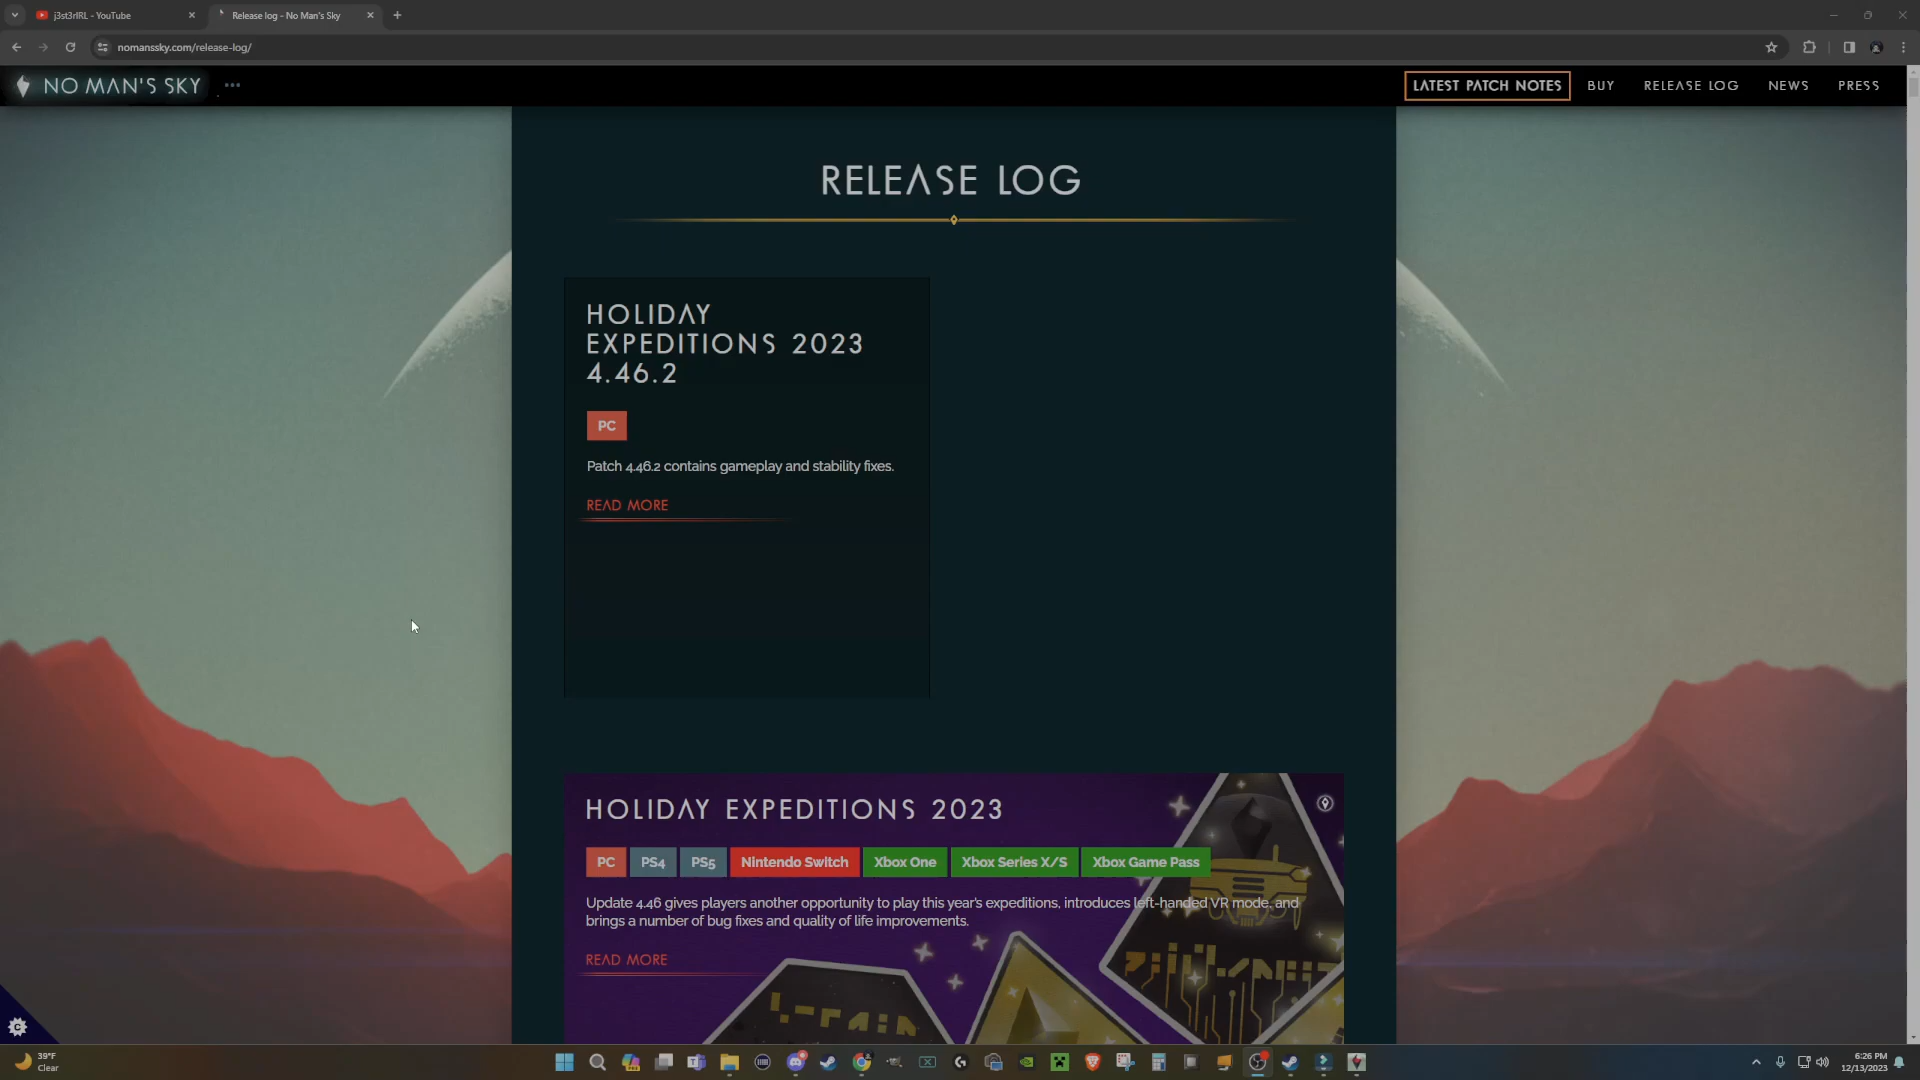 j3st3rIRL - YouTube
Release log - No Man's Sky
nomanssky.com/release-log/
NO MAN'S SKY
LATEST PATCH NOTES
BUY
RELEASE LOG
NEWS
PRESS
RELEASE LOG
HOLIDAY
EXPEDITIONS 2023
4.46.2
PC
Patch 4.46.2 contains gameplay and stability fixes.
READ MORE
HOLIDAY EXPEDITIONS 2023
PC PS4 PS5 Nintendo Switch Xbox One Xbox Series X/S Xbox Game Pass
Update 4.46 gives players another opportunity to play this year's expeditions, introduces left-handed VR mode, and
brings a number of bug fixes and quality of life improvements.
READ MORE
39°F
Clear
6:26 PM
12/13/2023